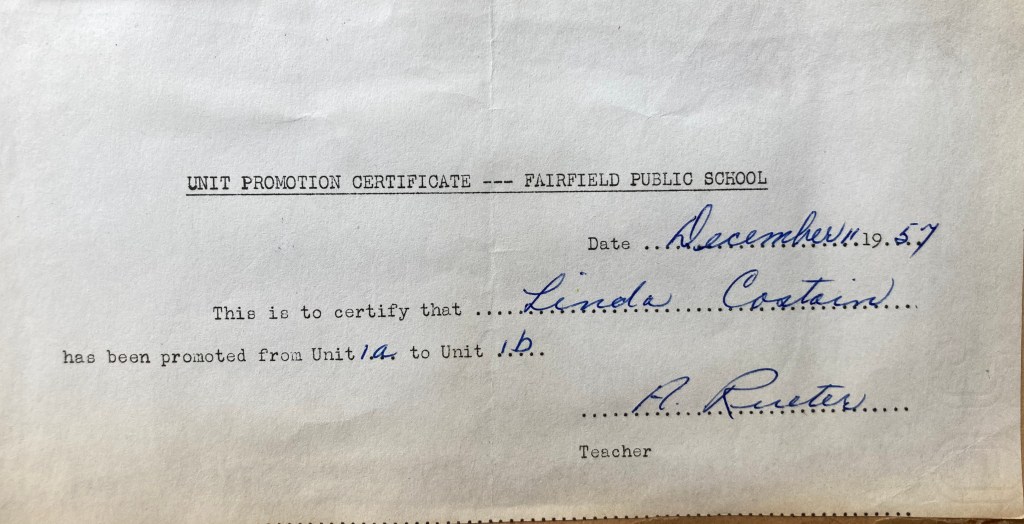 UNIT PROMOTION CERTIFICATE --- FAIRFIELD PUBLIC SCHOOL
Date ..December 11.19.57
This is to certify that .....Linda Costain....
has been promoted from Unit 1a. to Unit 1b...
.....A. Rueter.....
Teacher